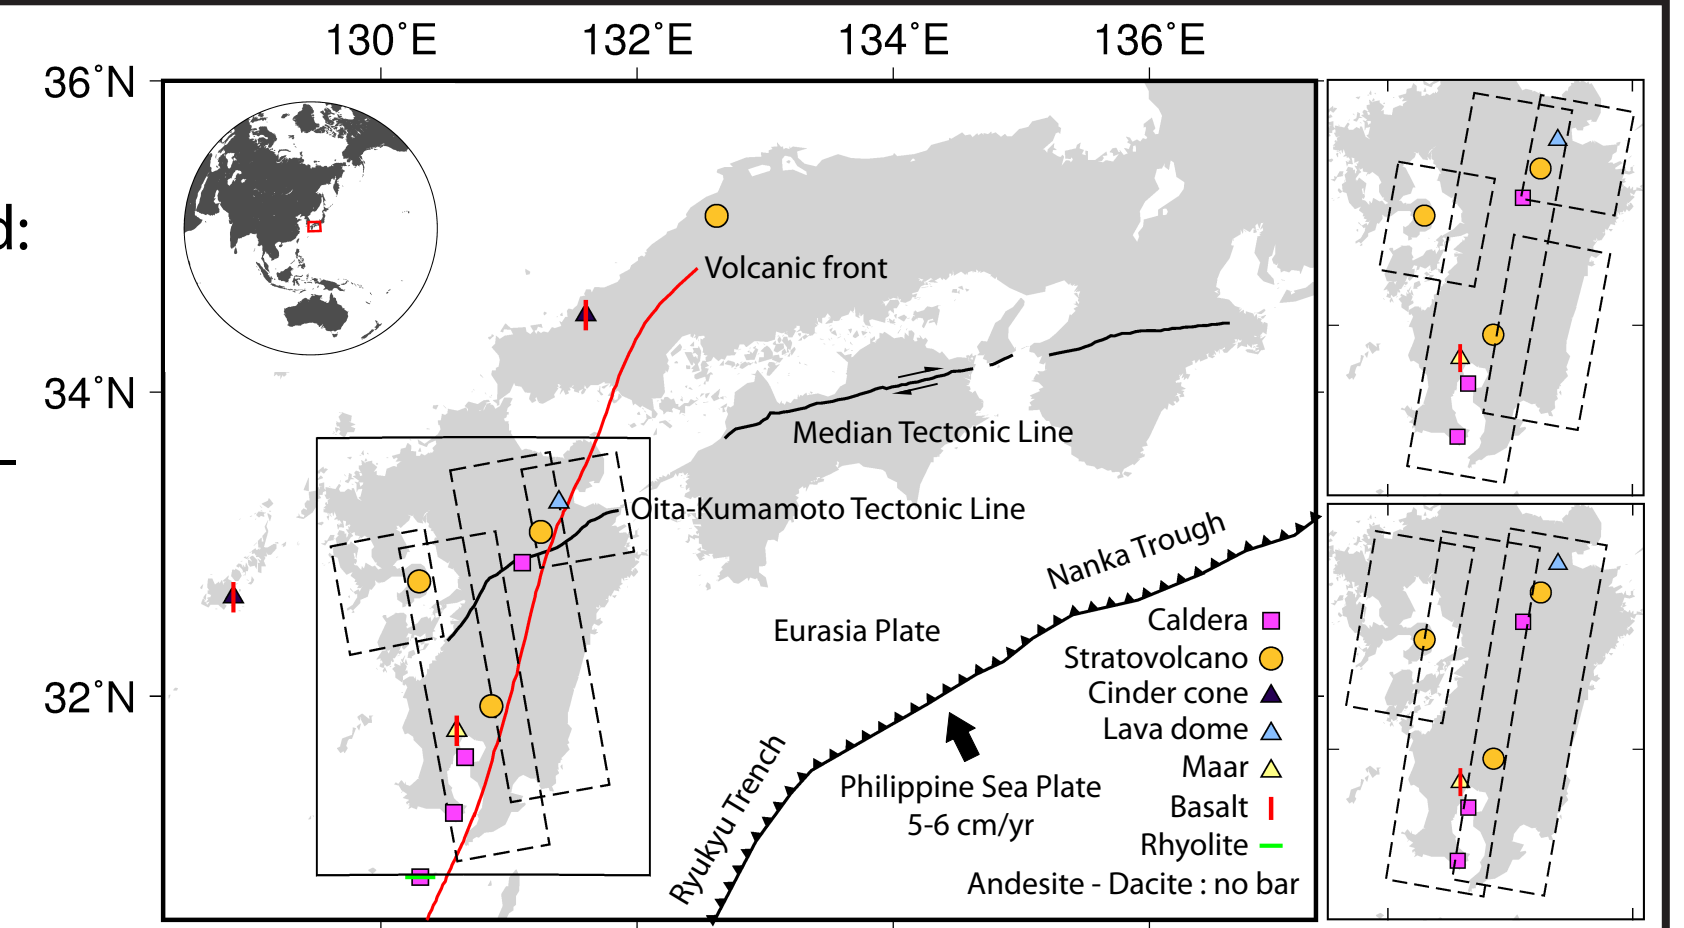 130˚E 132˚E 134˚E 136˚E
36˚N
d:
Volcanic front
34˚N
Median Tectonic Line
Oita-Kumamoto Tectonic Line
Nanka Trough
Eurasia Plate
Caldera
Stratovolcano
Cinder cone
32˚N
Lava dome
Maar
Philippine Sea Plate
5-6 cm/yr
Basalt
Ryukyu Trench
Rhyolite
Andesite - Dacite : no bar